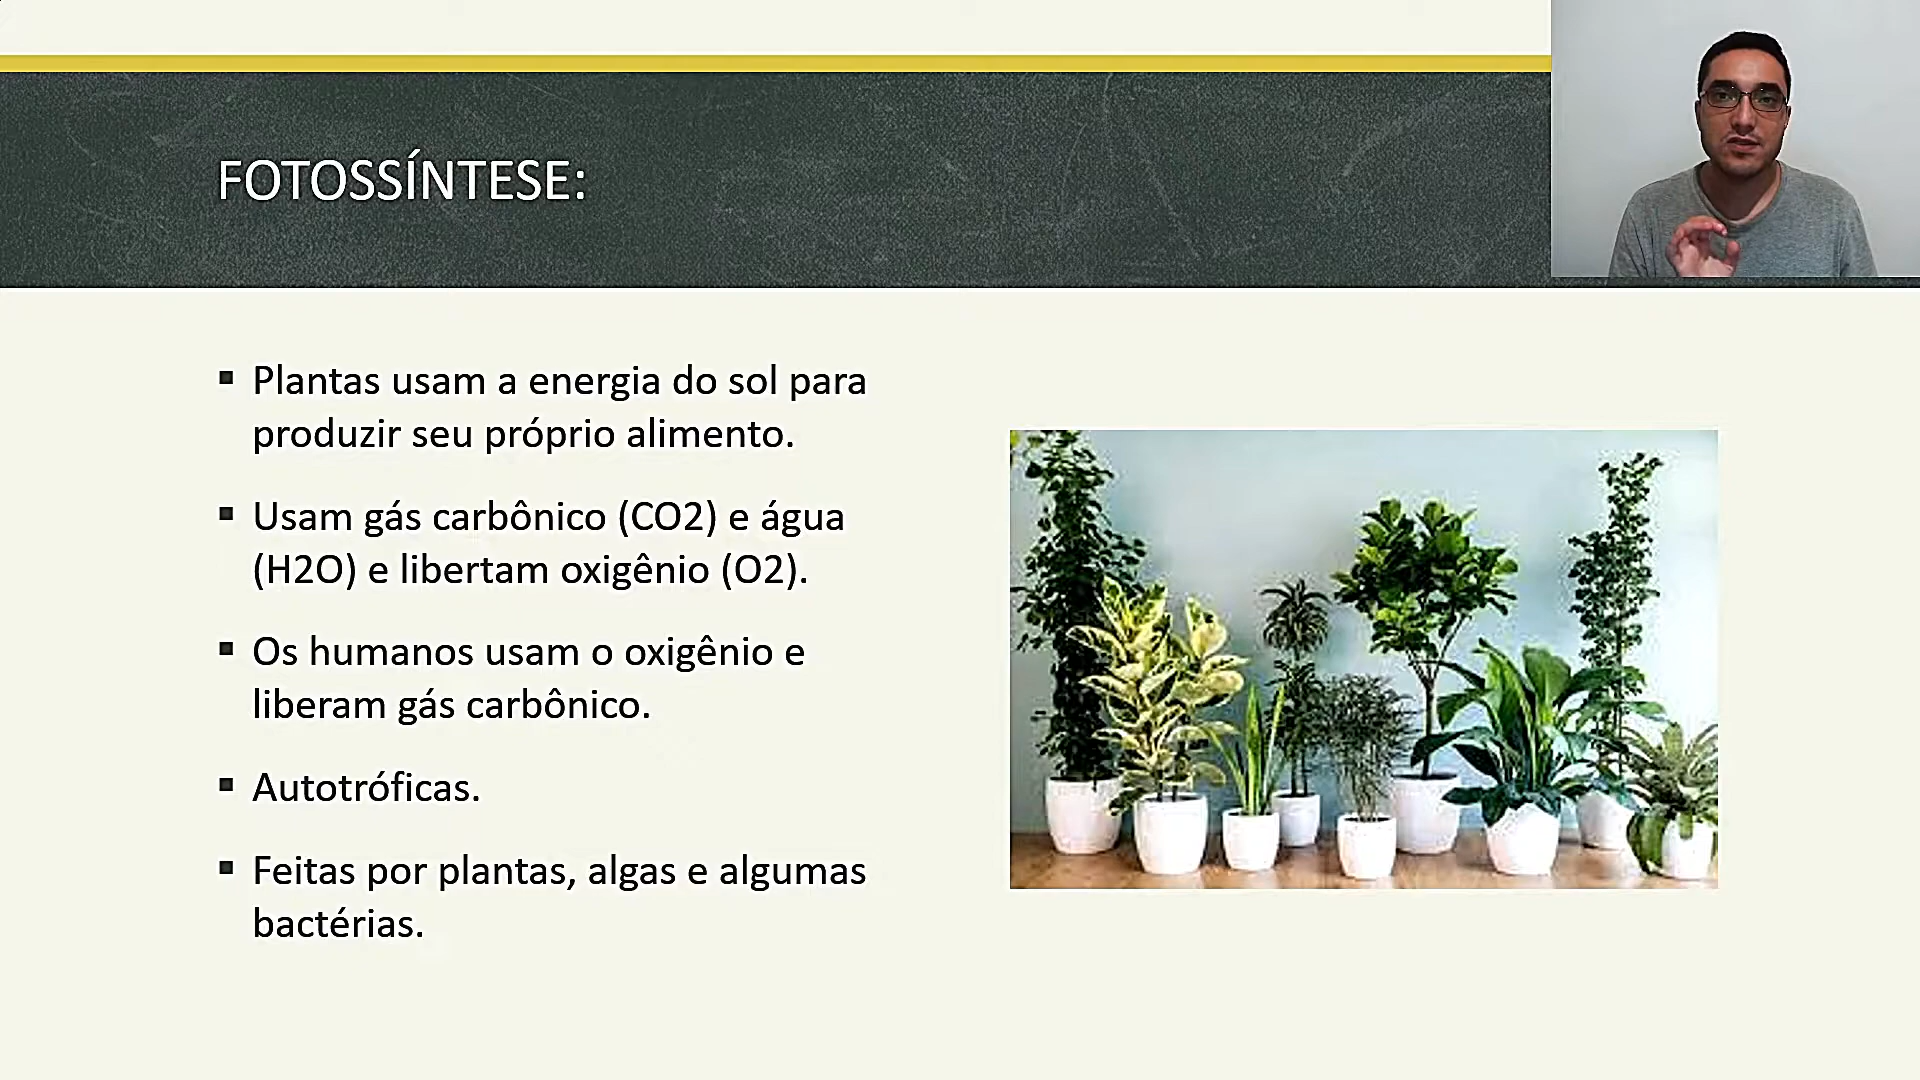 FOTOSSÍNTESE:
▪ Plantas usam a energia do sol para
produzir seu próprio alimento.
▪ Usam gás carbônico (CO2) e água
(H2O) e libertam oxigênio (O2).
▪ Os humanos usam o oxigênio e
liberam gás carbônico.
▪ Autotróficas.
▪ Feitas por plantas, algas e algumas
bactérias.